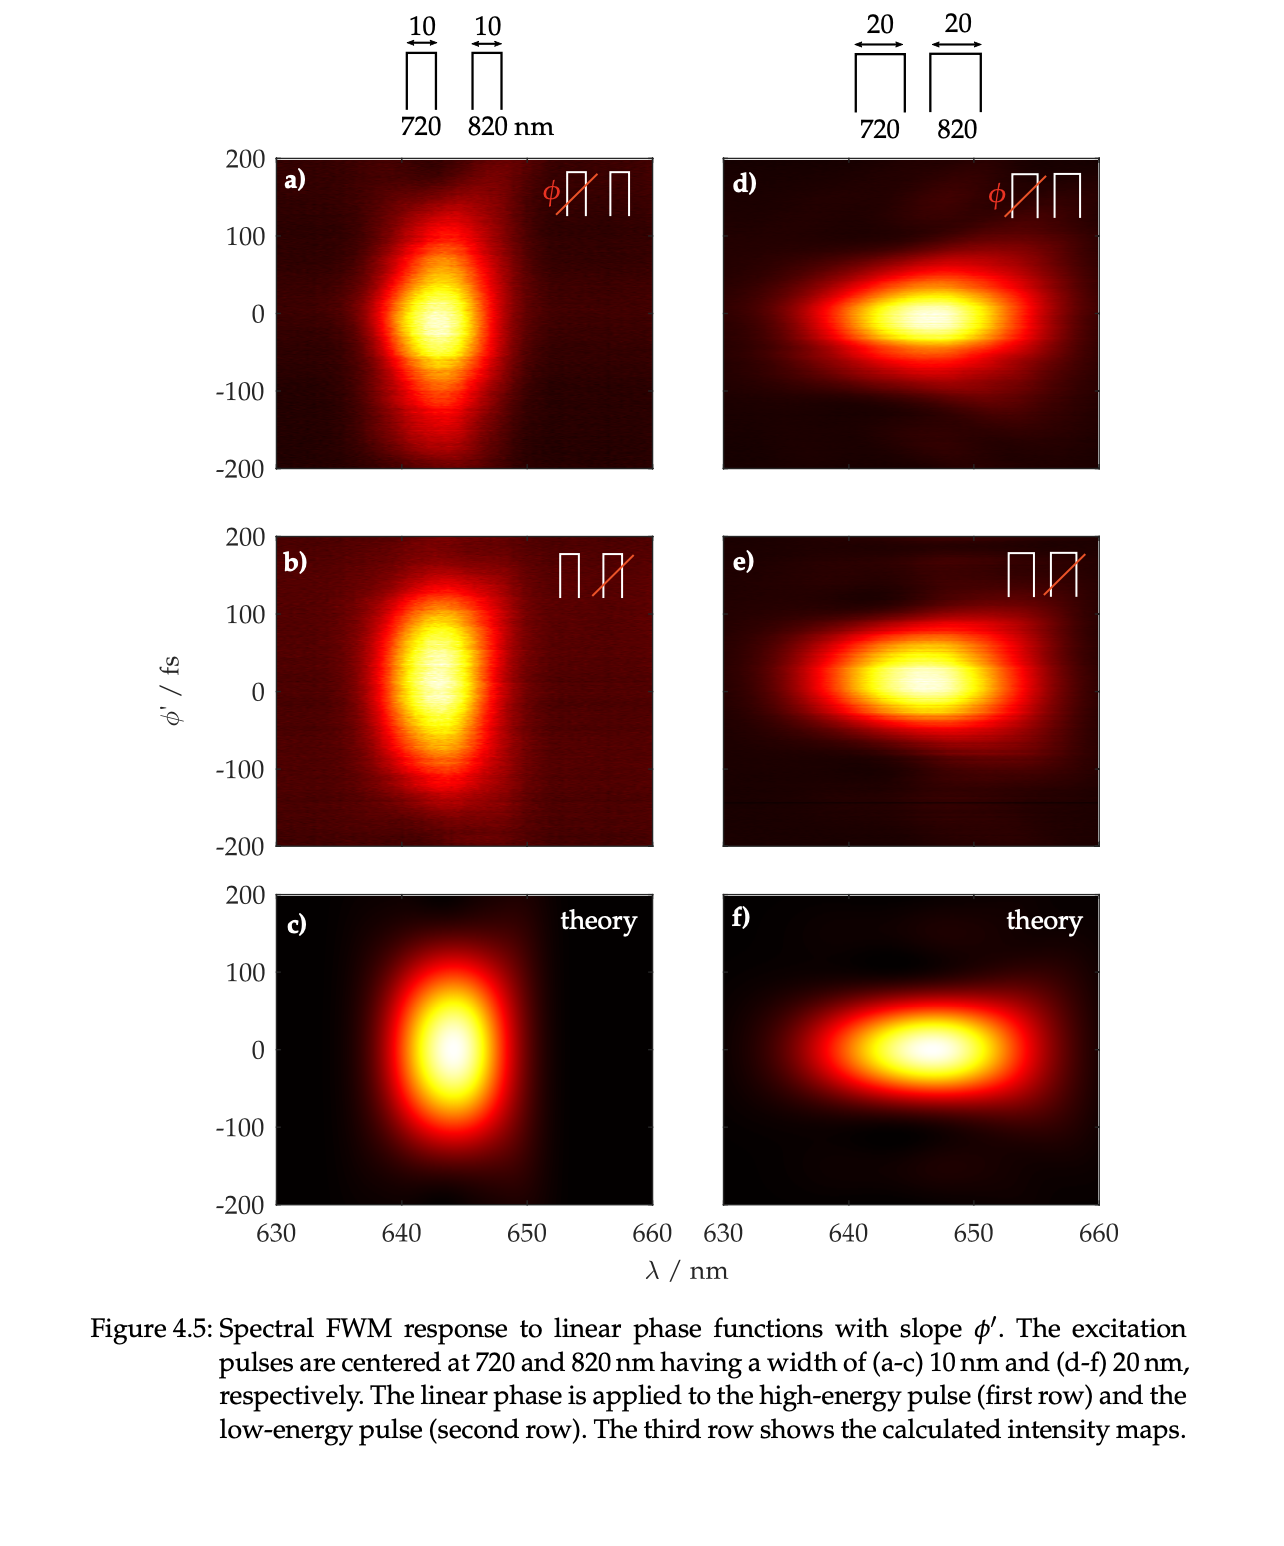 10 10
720 820 nm
20 20
720 820
200
100
0
-100
-200
a)
ϕ
d)
ϕ
200
100
0
-100
-200
b)
e)
ϕ' / fs
200
100
0
-100
-200
c) theory
f) theory
630 640 650 660 630 640 650 660
λ / nm
Figure 4.5: Spectral FWM response to linear phase functions with slope ϕ′. The excitation
pulses are centered at 720 and 820 nm having a width of (a-c) 10 nm and (d-f) 20 nm,
respectively. The linear phase is applied to the high-energy pulse (first row) and the
low-energy pulse (second row). The third row shows the calculated intensity maps.